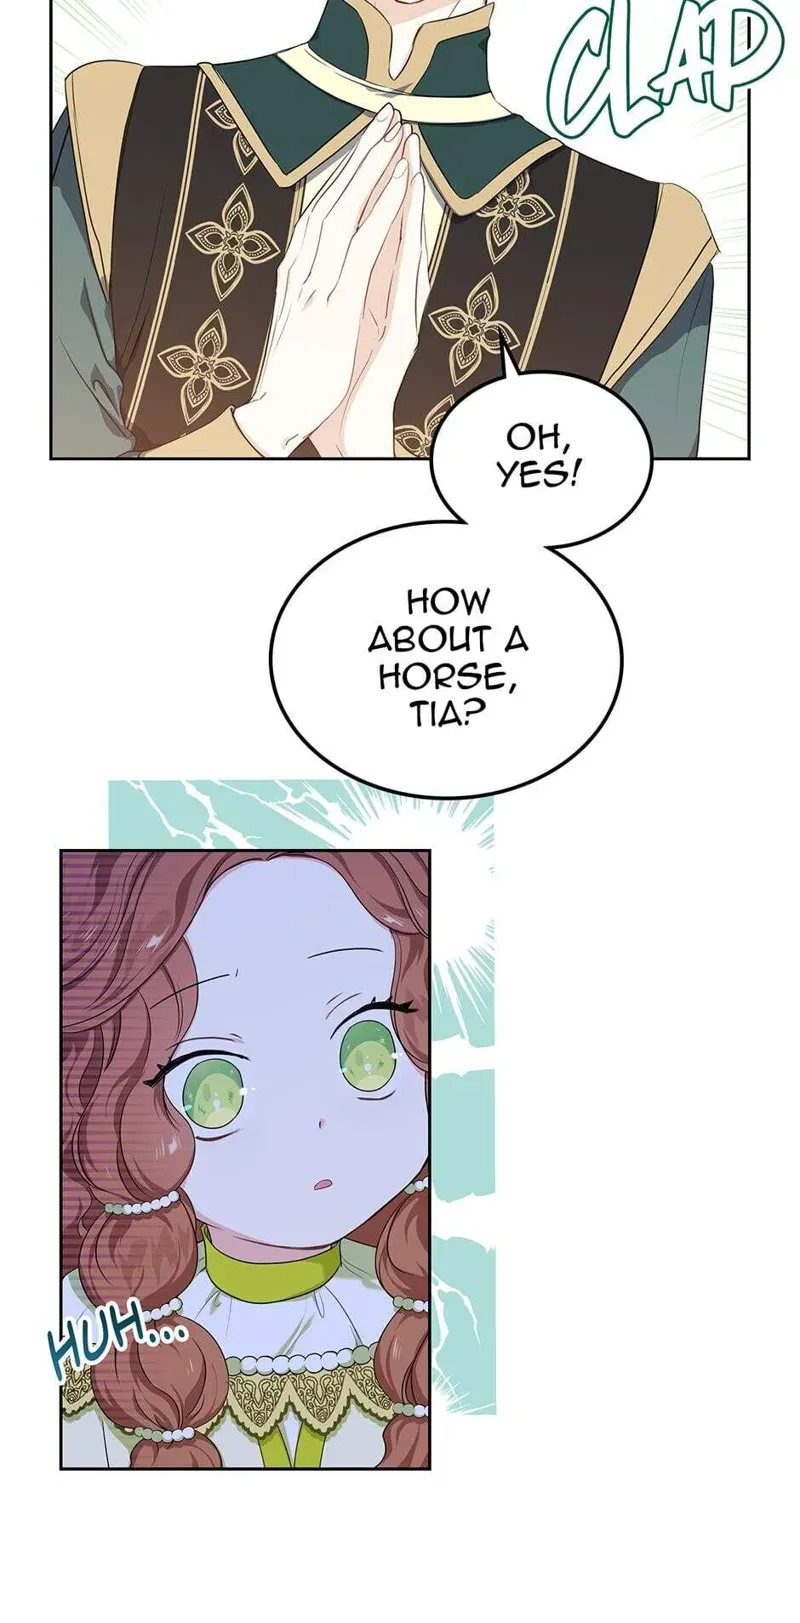 CLAP
OH,
YES!
HOW
ABOUT A
HORSE,
TIA?
HUH...